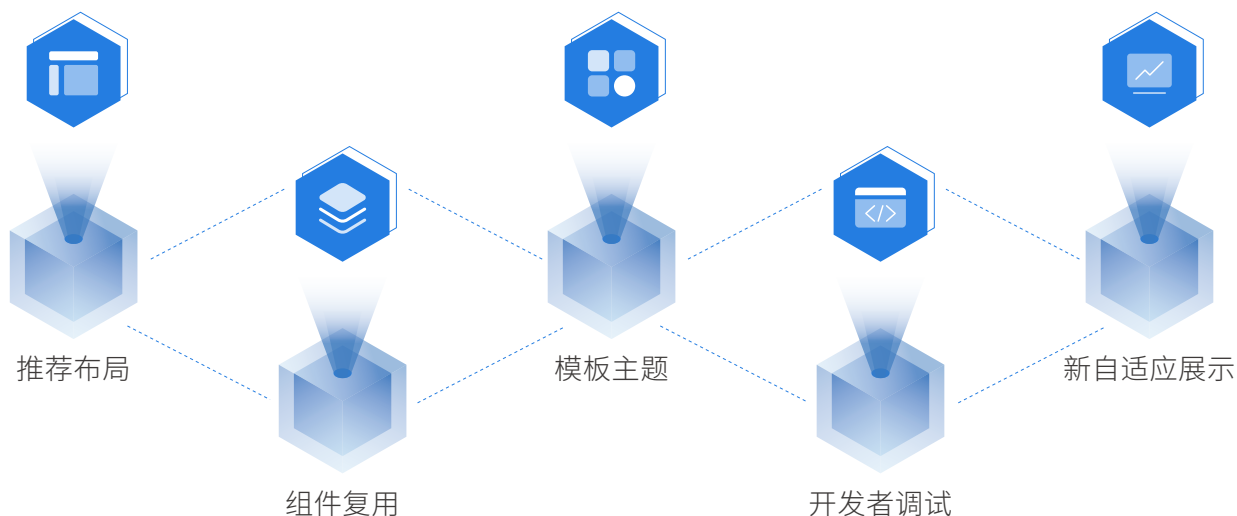 推荐布局
组件复用
模板主题
开发者调试
新自适应展示